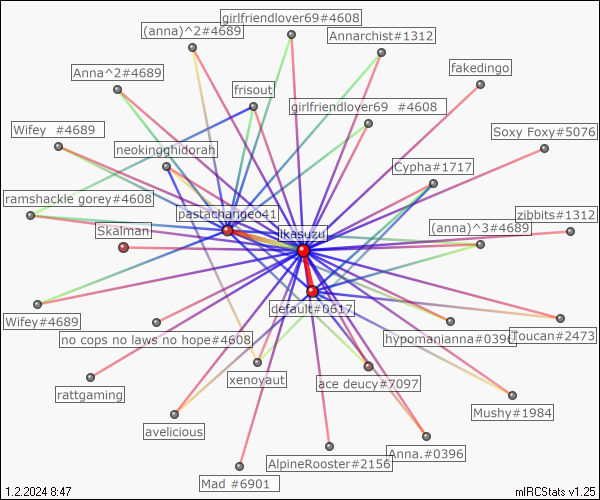 girlfriendlover69#4608
(anna)^2#4689
Annarchist#1312
fakedingo
Anna^2#4689
frisout
girlfriendlover69 #4608
Wifey #4689
Soxy Foxy#5076
neokingghidorah
Cypha#1717
ramshackle gorey#4608
pastachangeo41
zibbits#1312
(anna)^3#4689
Skaiman
ikasuzu
default#0617
Wifey#4689
no cops no laws no hope#4608
hypomanianna#0396
Toucan#2473
xenoyaut
ace deucy#7097
rattgaming
Mushy#1984
avelicious
Anna.#0396
AlpineRooster#2156
Mad #6901
1.2.2024 8:47
mIRCStats v1.25